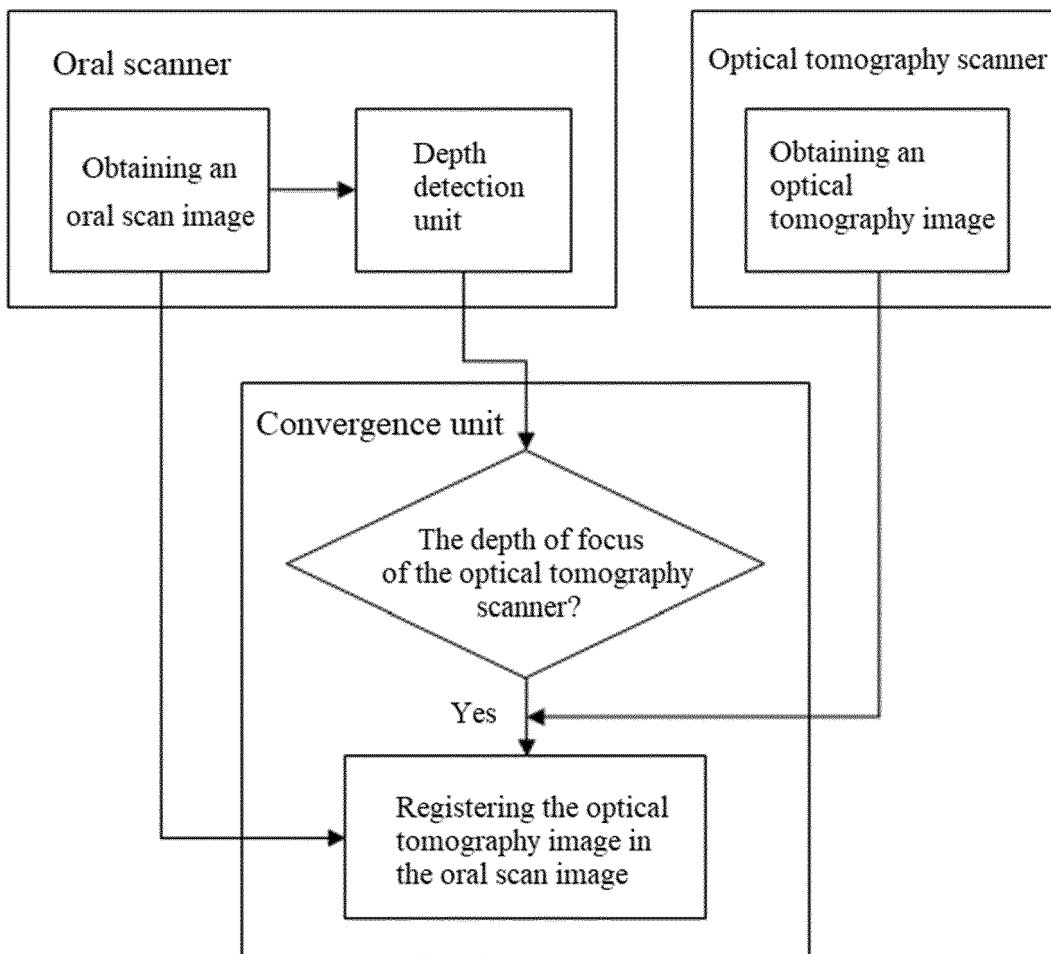 Oral scanner
Obtaining an
oral scan image
Depth
detection
unit
Optical tomography scanner
Obtaining an
optical
tomography image
Convergence unit
The depth of focus
of the optical tomography
scanner?
Yes
Registering the optical
tomography image in
the oral scan image